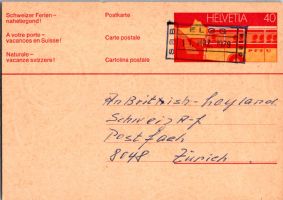 Schweizer Ferien –
naheliegend!
Postkarte
HELVETIA 40
A votre porte –
vacances en Suisse!
Carte postale
Naturale –
vacanze svizzere!
Cartolina postale
SBB
An British-Leyland
Schweiz A-G
Postfach
8048 Zürich